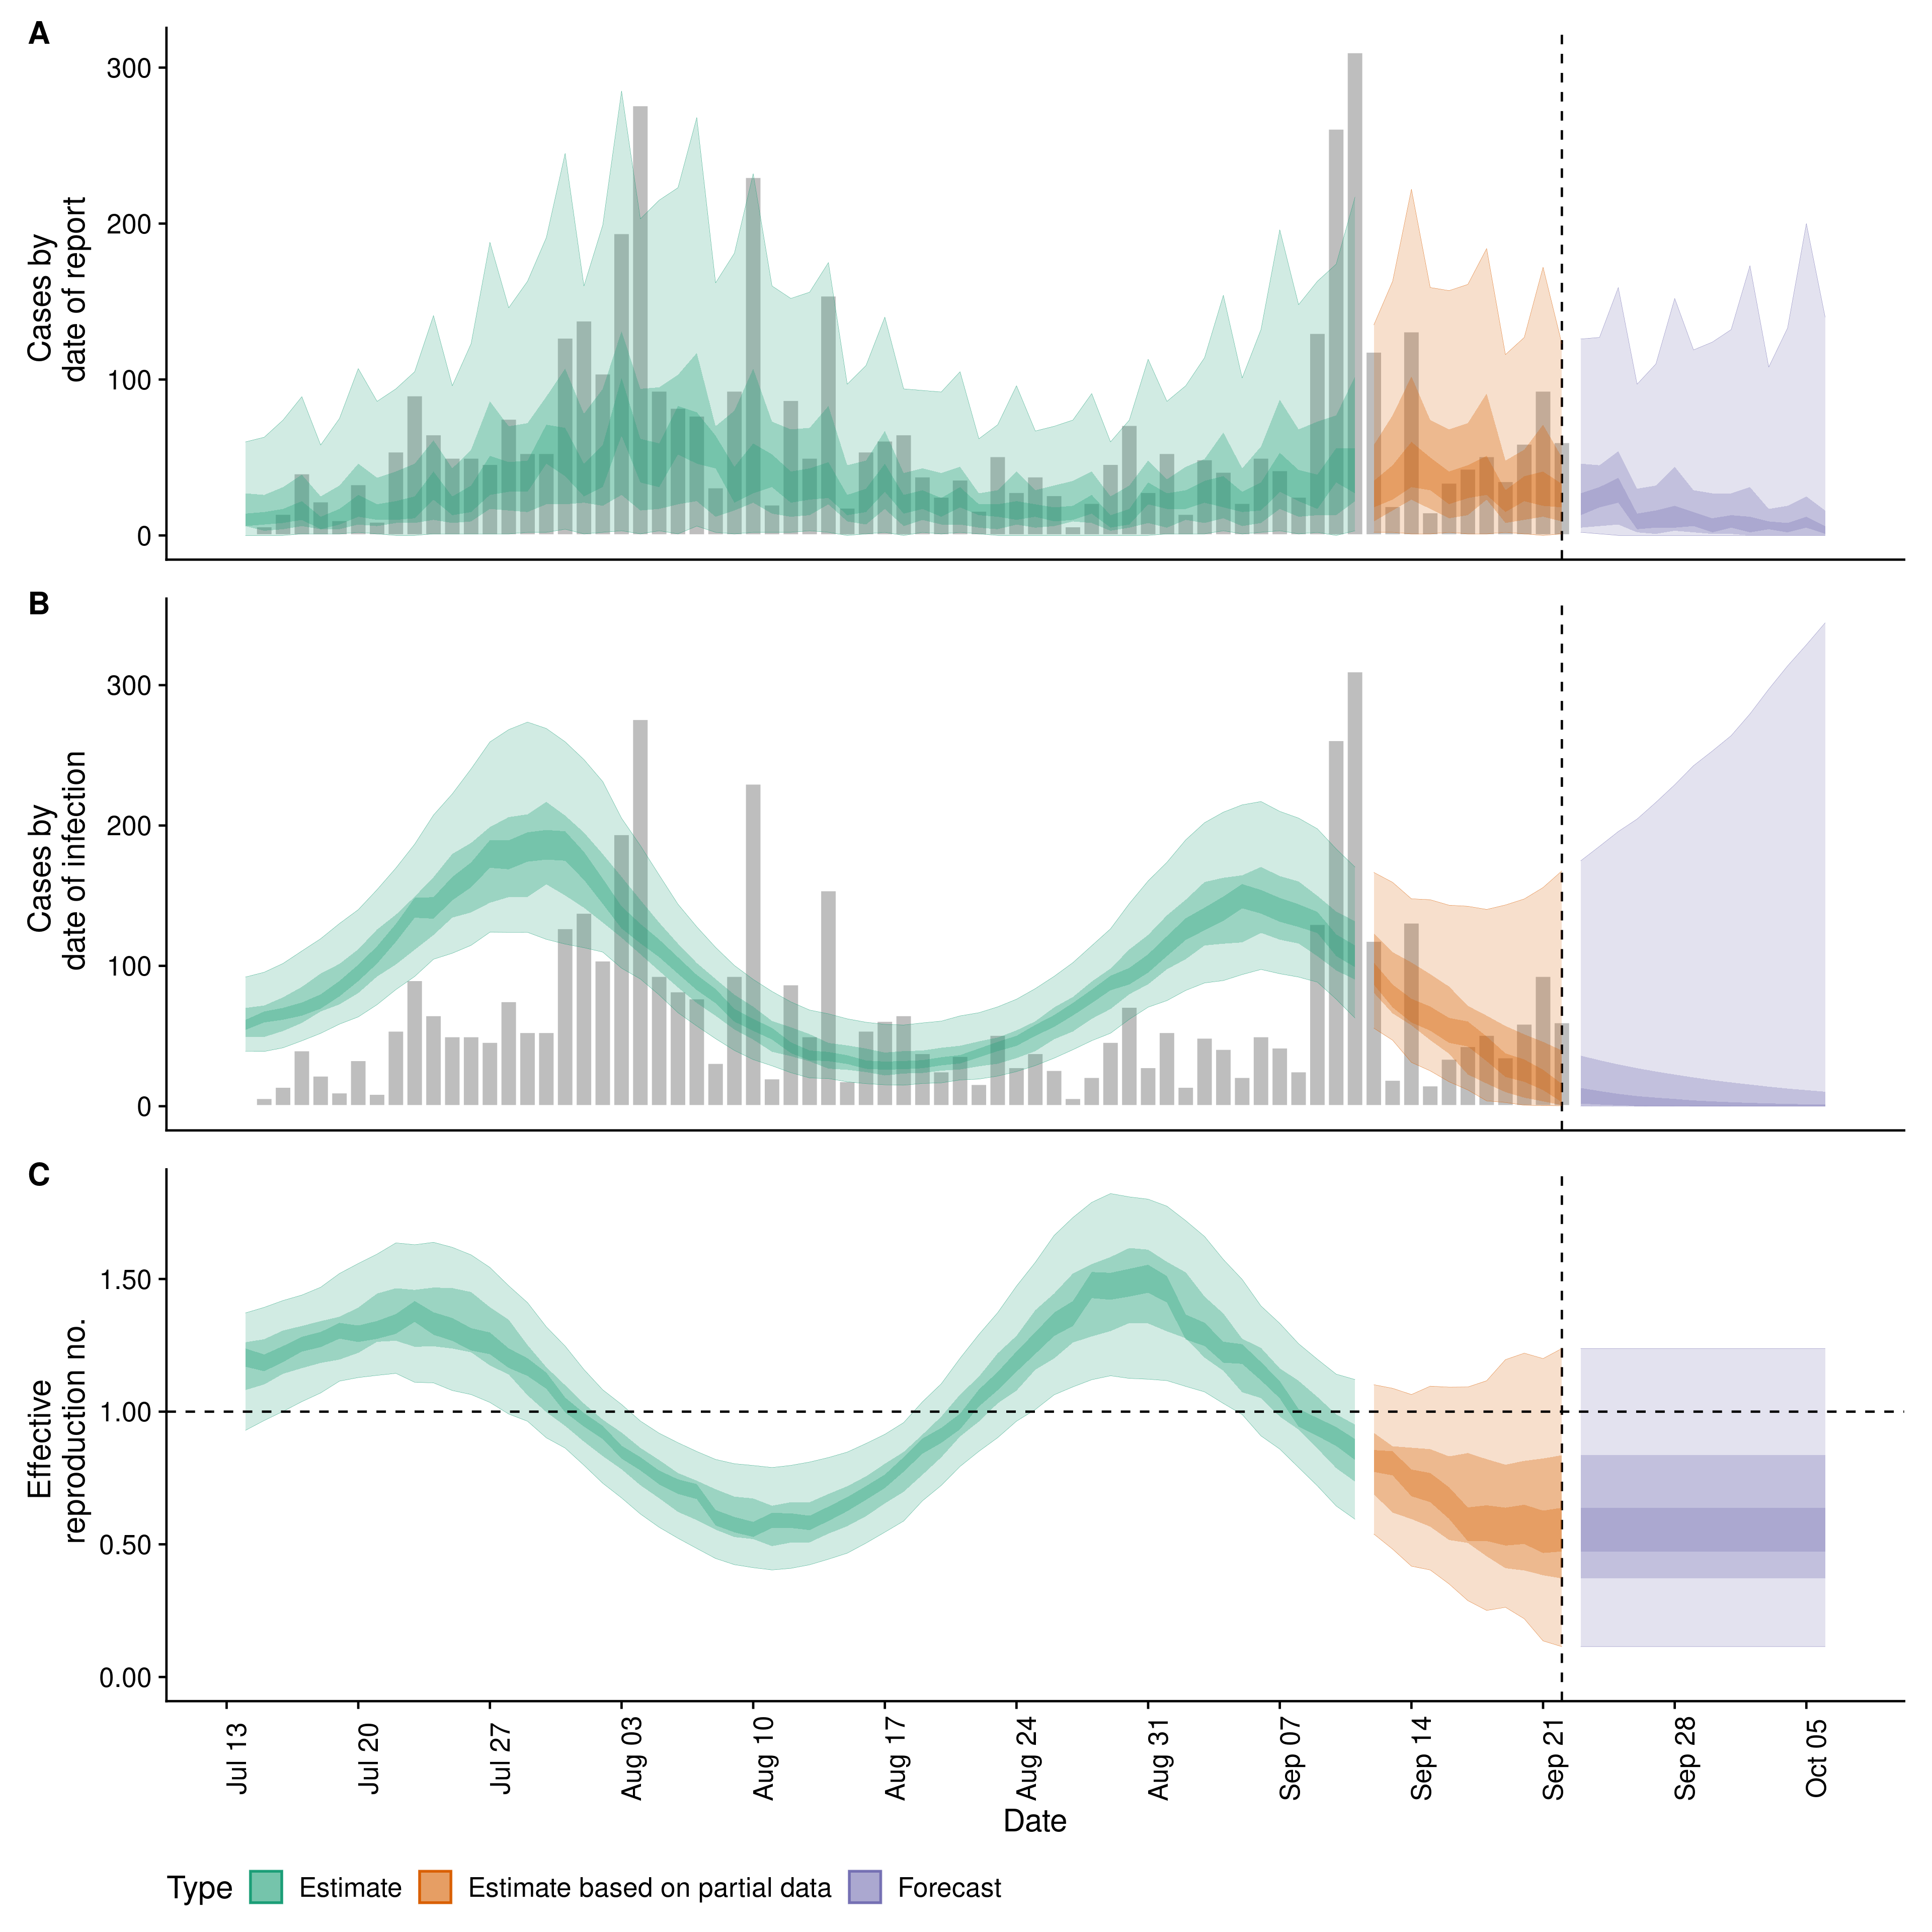 A
300
200
100
0
Cases by
date of report
B
300
200
100
0
Cases by
date of infection
C
1.50
1.00
0.50
0.00
Effective
reproduction no.
Jul 13
Jul 20
Jul 27
Aug 03
Aug 10
Aug 17
Aug 24
Aug 31
Sep 07
Sep 14
Sep 21
Sep 28
Oct 05
Date
Type Estimate Estimate based on partial data Forecast